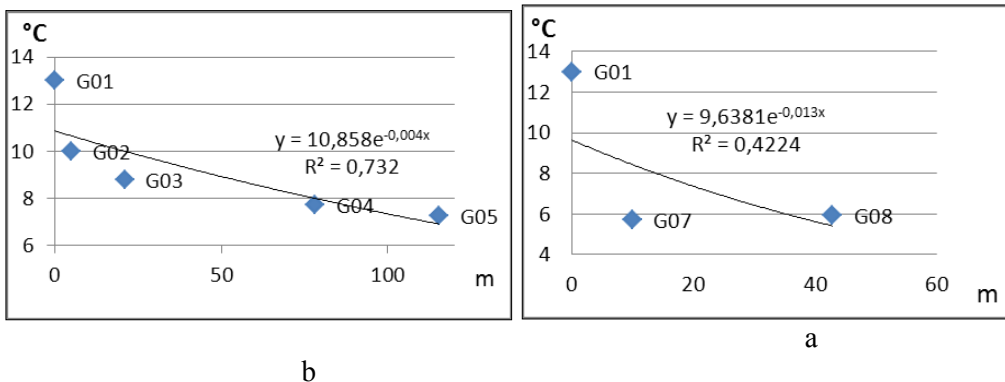 °C
14
12
10
8
6
G01
G02
G03
G04
G05
y = 10,858e^-0,004x
R² = 0,732
0
50
100
m
b
°C
14
12
10
8
6
4
G01
G07
G08
y = 9,6381e^-0,013x
R² = 0,4224
0
20
40
60
m
a